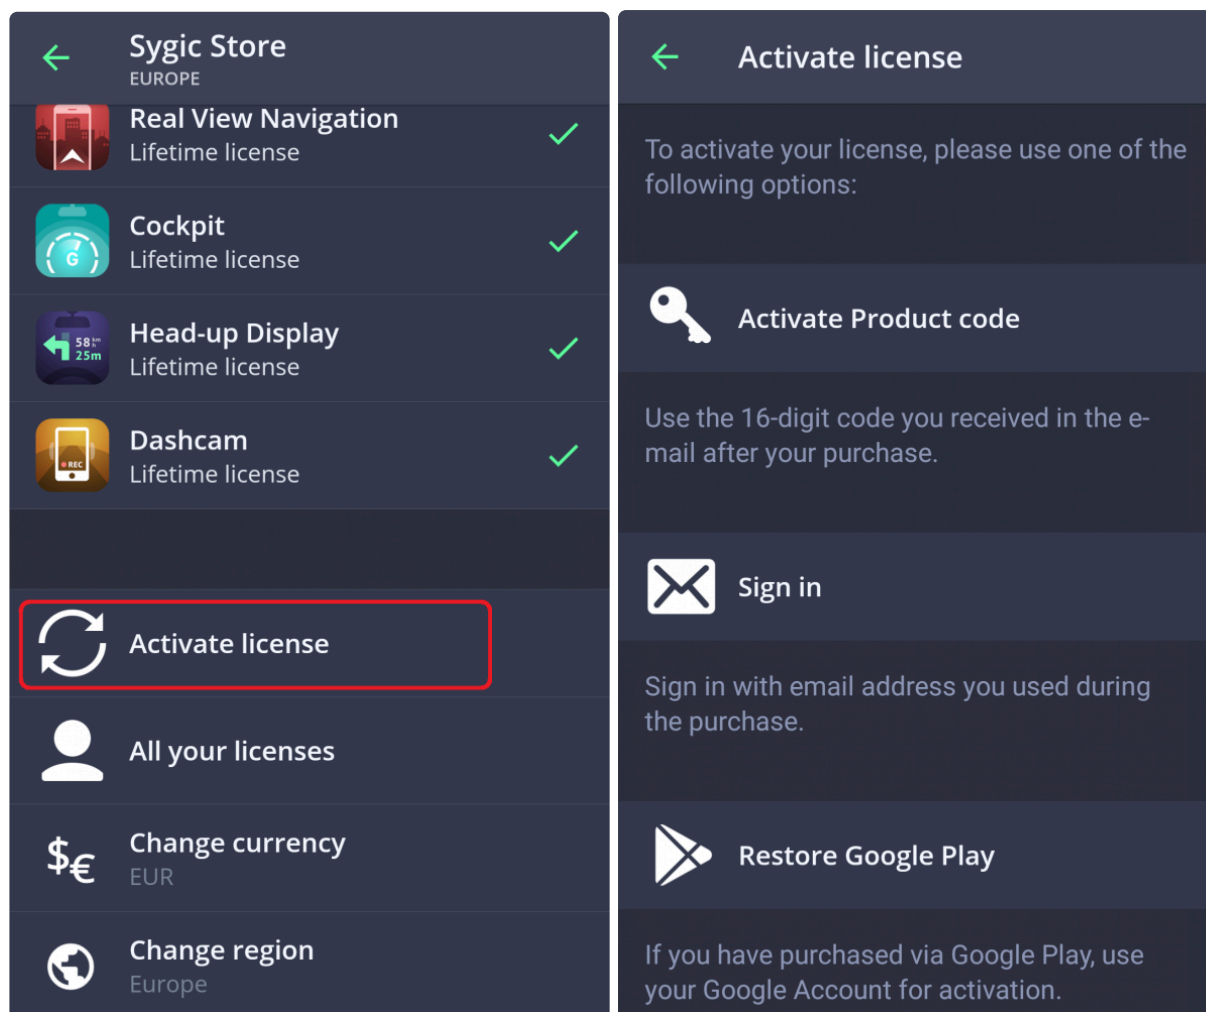 Sygic Store
EUROPE
Real View Navigation
Lifetime license
Cockpit
Lifetime license
G
Head-up Display
Lifetime license
58 km
h
25m
Dashcam
Lifetime license
REC
Activate license
All your licenses
$€
Change currency
EUR
Change region
Europe
Activate license
To activate your license, please use one of the
following options:
Activate Product code
Use the 16-digit code you received in the e-
mail after your purchase.
Sign in
Sign in with email address you used during
the purchase.
Restore Google Play
If you have purchased via Google Play, use
your Google Account for activation.